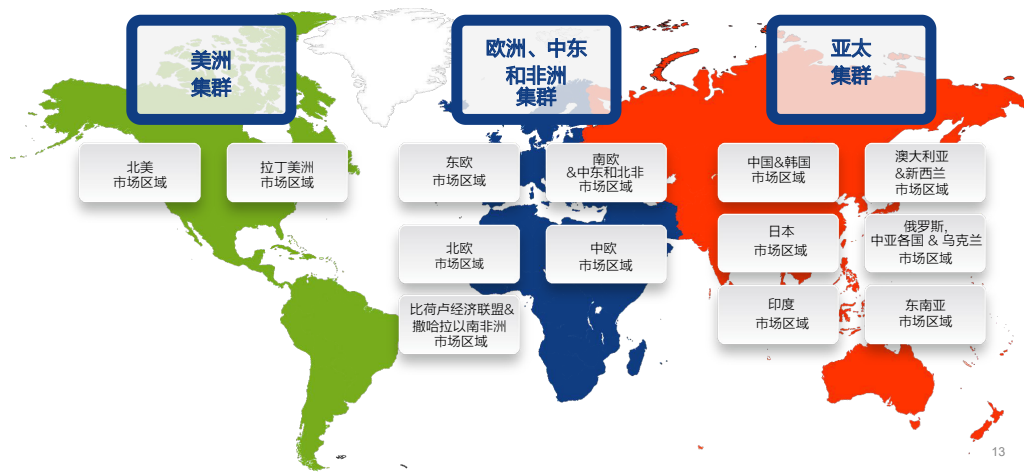 美洲
集群
欧洲、中东
和非洲
集群
亚太
集群
北美
市场区域
拉丁美洲
市场区域
东欧
市场区域
南欧
&中东和北非
市场区域
北欧
市场区域
中欧
市场区域
比荷卢经济联盟&
撒哈拉以南非洲
市场区域
中国&韩国
市场区域
澳大利亚
&新西兰
市场区域
日本
市场区域
俄罗斯,
中亚各国 & 乌克兰
市场区域
印度
市场区域
东南亚
市场区域
13